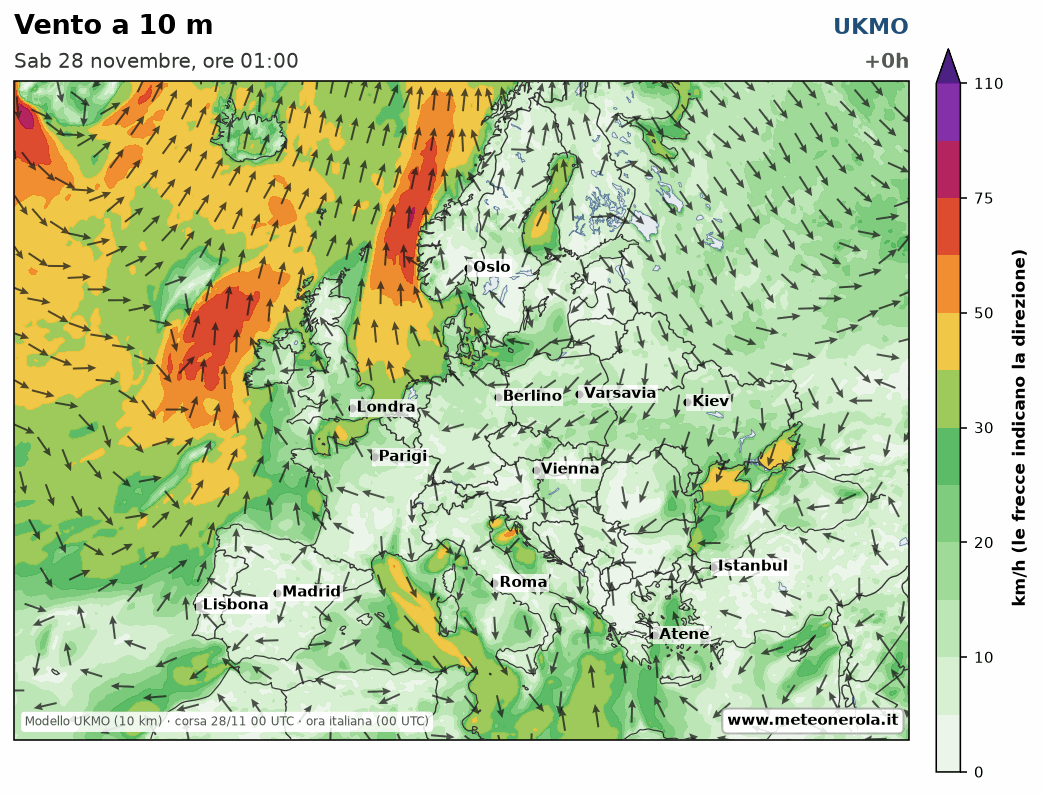 Vento a 10 m
UKMO
Sab 28 novembre, ore 01:00
+0h
110
75
50
30
20
10
0
km/h (le frecce indicano la direzione)
Oslo
Berlino
Varsavia
Kiev
Londra
Parigi
Vienna
Istanbul
Roma
Madrid
Lisbona
Atene
Modello UKMO (10 km) · corsa 28/11 00 UTC · ora italiana (00 UTC)
www.meteonerola.it